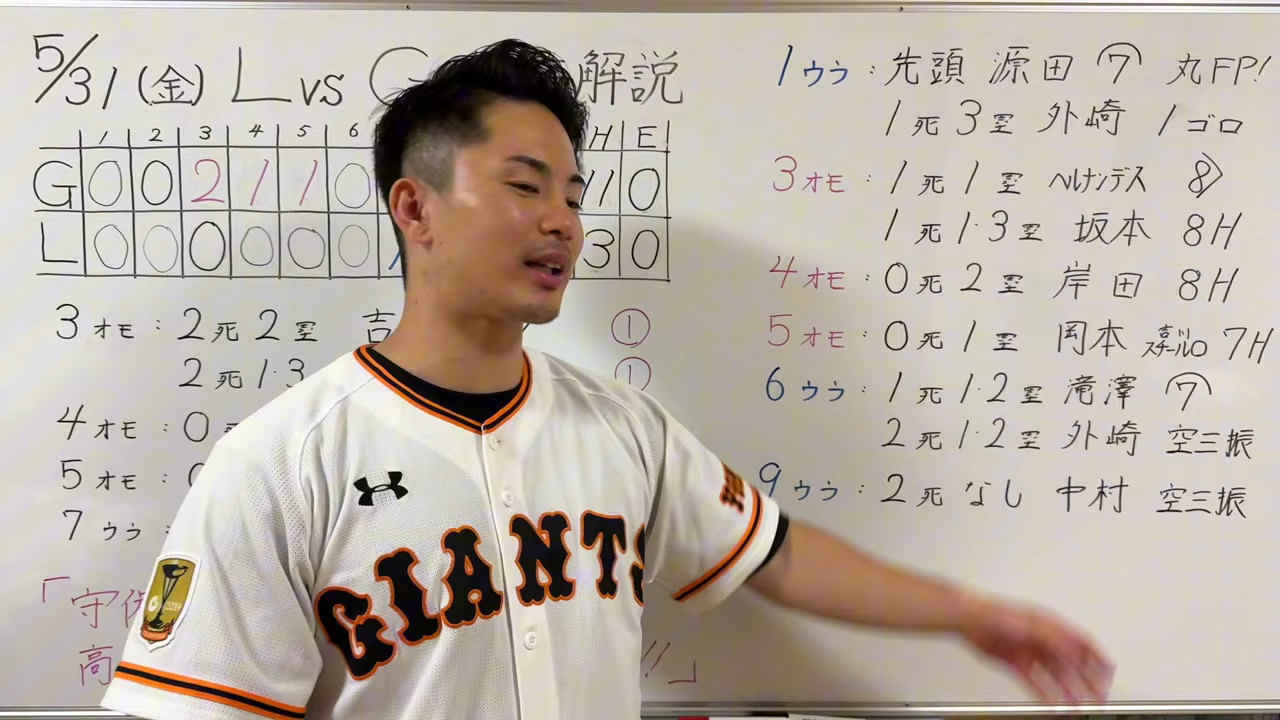 5/31(金) L vs G 解説
1 2 3 4 5 6 H E
G 0 0 2 1 1 0 11 0
L 0 0 0 0 0 0 3 0
3オモ:2死2塁 吉 ①
2死1·3 ①
4オモ:0
5オモ:
7ウラ:
「守
高 !!」
1ウラ:先頭 源田 7 丸FP!
1死3塁 外崎 1ゴロ
3オモ:1死1塁 ヘルナンデス 8
1死1·3塁 坂本 8H
4オモ:0死2塁 岸田 8H
5オモ:0死1塁 岡本 7H
6ウラ:1死1·2塁 滝澤 7
2死1·2塁 外崎 空三振
9ウラ:2死なし 中村 空三振
GIANTS